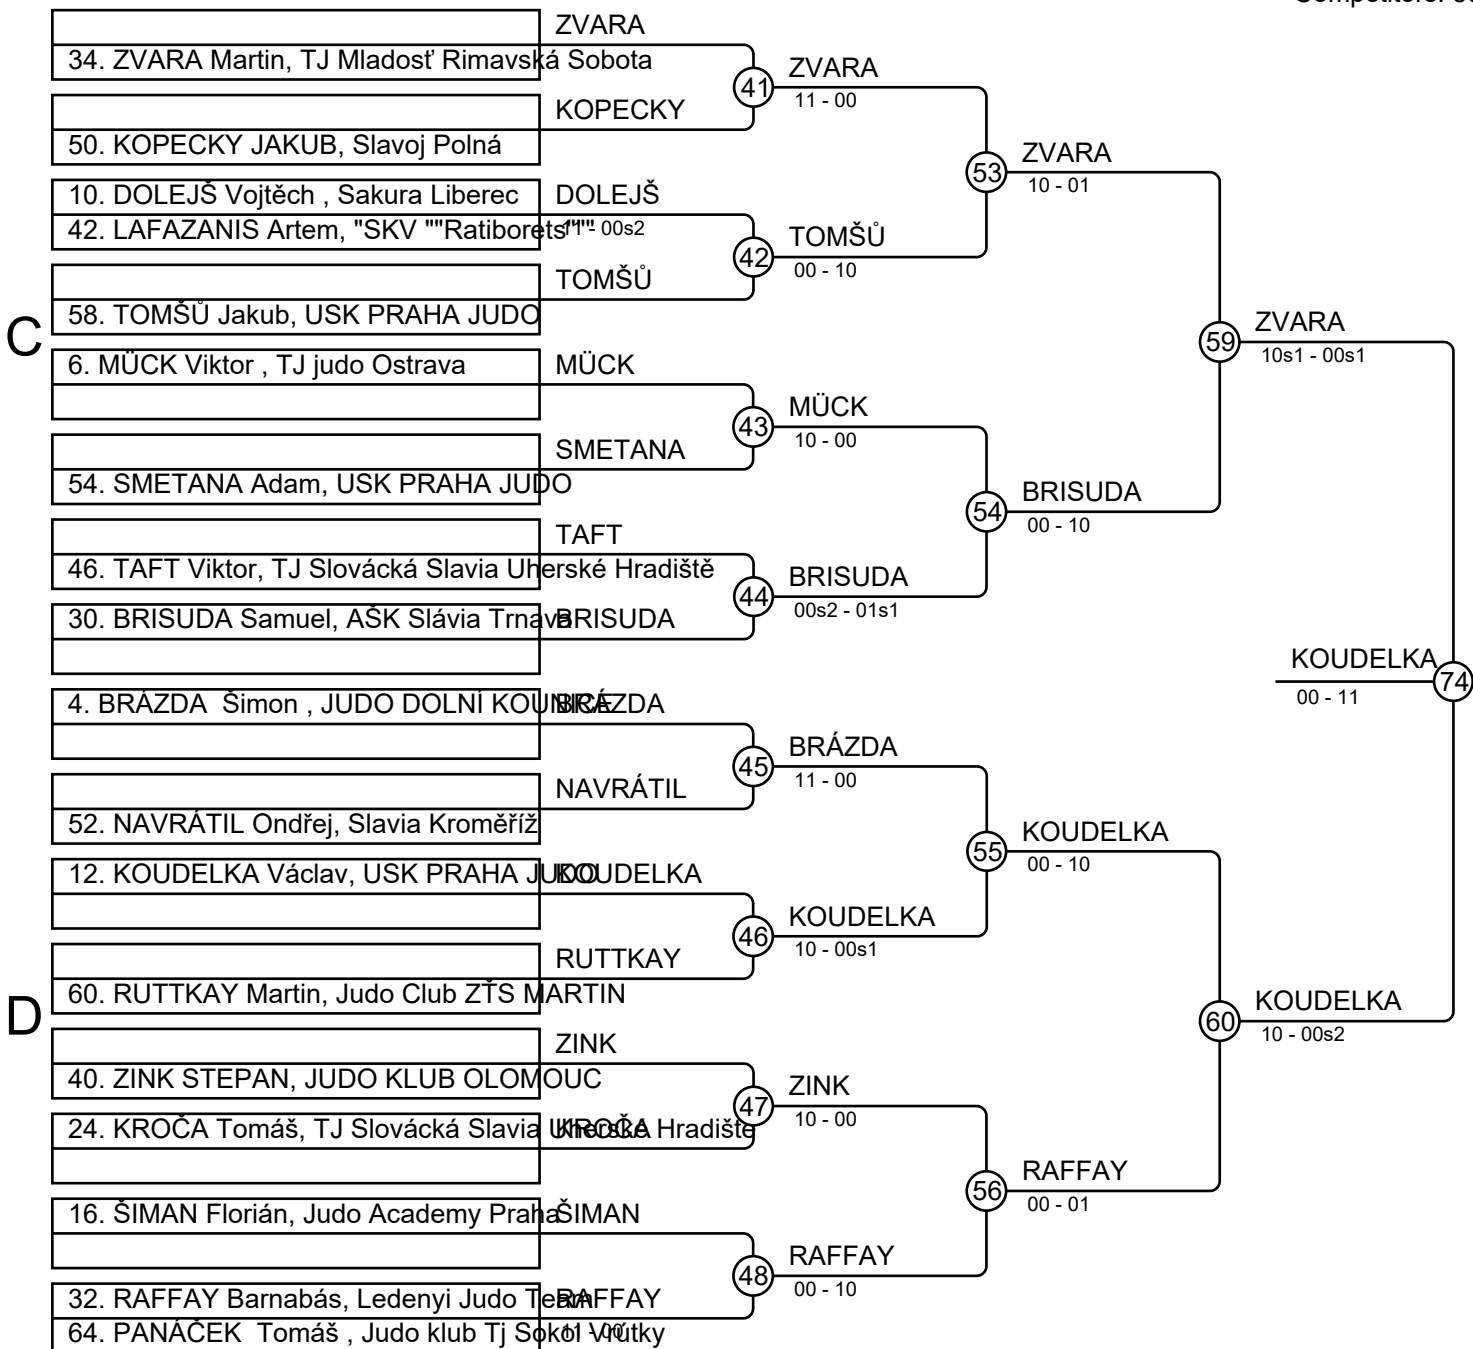 ZVARA
34. ZVARA Martin, TJ Mladosť Rimavská Sobota
41
ZVARA
11 - 00
KOPECKY
50. KOPECKY JAKUB, Slavoj Polná
53
ZVARA
10 - 01
10. DOLEJŠ Vojtěch , Sakura Liberec
DOLEJŠ
42. LAFAZANIS Artem, "SKV ""Ratiborets"""
11 - 00s2
42
TOMŠŮ
00 - 10
TOMŠŮ
58. TOMŠŮ Jakub, USK PRAHA JUDO
C
59
ZVARA
10s1 - 00s1
6. MÜCK Viktor , TJ judo Ostrava
MÜCK
43
MÜCK
10 - 00
SMETANA
54. SMETANA Adam, USK PRAHA JUDO
54
BRISUDA
00 - 10
TAFT
46. TAFT Viktor, TJ Slovácká Slavia Uherské Hradiště
44
BRISUDA
00s2 - 01s1
30. BRISUDA Samuel, AŠK Slávia Trnava
BRISUDA
KOUDELKA
74
00 - 11
4. BRÁZDA  Šimon , JUDO DOLNÍ KOUNICE
BRÁZDA
45
BRÁZDA
11 - 00
NAVRÁTIL
52. NAVRÁTIL Ondřej, Slavia Kroměříž
55
KOUDELKA
00 - 10
12. KOUDELKA Václav, USK PRAHA JUDO
KOUDELKA
46
KOUDELKA
10 - 00s1
RUTTKAY
60. RUTTKAY Martin, Judo Club ZŤS MARTIN
D
60
KOUDELKA
10 - 00s2
ZINK
40. ZINK STEPAN, JUDO KLUB OLOMOUC
47
ZINK
10 - 00
24. KROČA Tomáš, TJ Slovácká Slavia Uherské Hradiště
KROČA
56
RAFFAY
00 - 01
16. ŠIMAN Florián, Judo Academy Praha
ŠIMAN
48
RAFFAY
00 - 10
32. RAFFAY Barnabás, Ledenyi Judo Team
RAFFAY
64. PANÁČEK  Tomáš , Judo klub Tj Sokol Vrútky
11 - 00